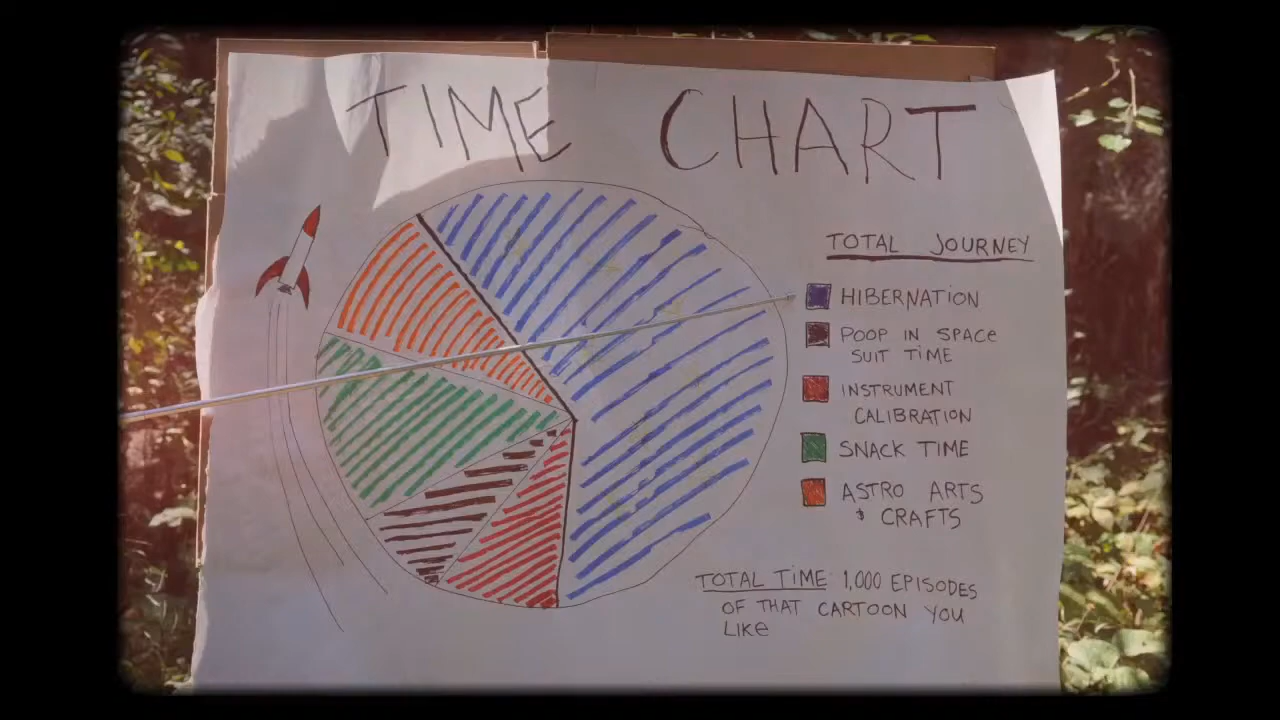 TIME CHART
TOTAL JOURNEY
HIBERNATION
POOP IN SPACE
SUIT TIME
INSTRUMENT
CALIBRATION
SNACK TIME
ASTRO ARTS
& CRAFTS
TOTAL TIME: 1,000 EPISODES
OF THAT CARTOON YOU
LIKE